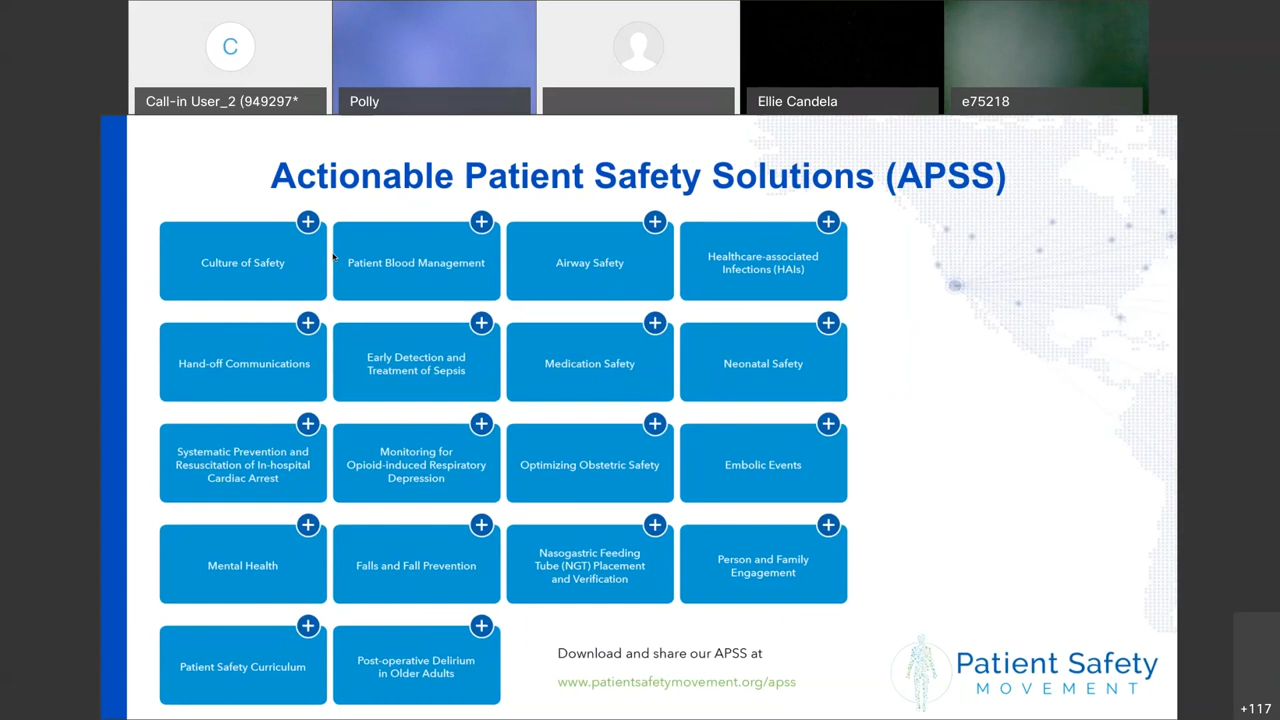 C
Call-in User_2 (949297*
Polly
Ellie Candela
e75218
Actionable Patient Safety Solutions (APSS)
Culture of Safety
Patient Blood Management
Airway Safety
Healthcare-associated
Infections (HAIs)
Hand-off Communications
Early Detection and
Treatment of Sepsis
Medication Safety
Neonatal Safety
Systematic Prevention and
Resuscitation of In-hospital
Cardiac Arrest
Monitoring for
Opioid-induced Respiratory
Depression
Optimizing Obstetric Safety
Embolic Events
Mental Health
Falls and Fall Prevention
Nasogastric Feeding
Tube (NGT) Placement
and Verification
Person and Family
Engagement
Patient Safety Curriculum
Post-operative Delirium
in Older Adults
Download and share our APSS at
www.patientsafetymovement.org/apss
Patient Safety
MOVEMENT
+117